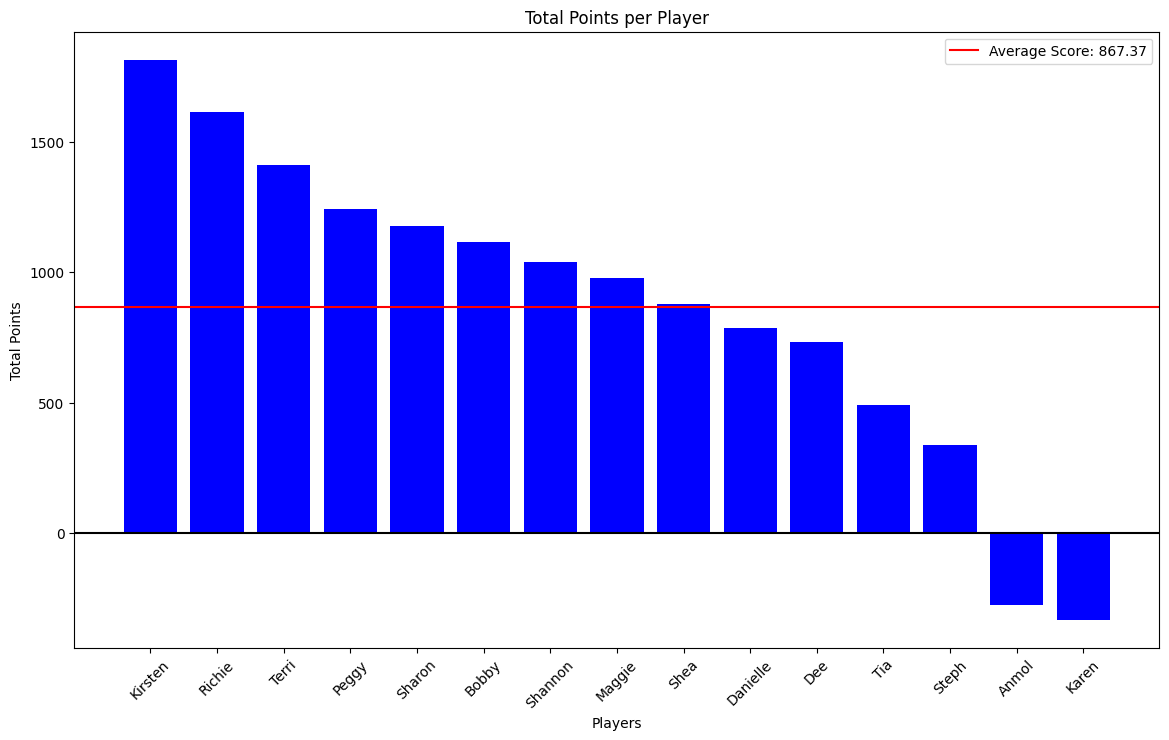 Total Points per Player
Average Score: 867.37
Total Points
1500
1000
500
0
Kirsten
Richie
Terri
Peggy
Sharon
Bobby
Shannon
Maggie
Shea
Danielle
Dee
Tia
Steph
Anmol
Karen
Players